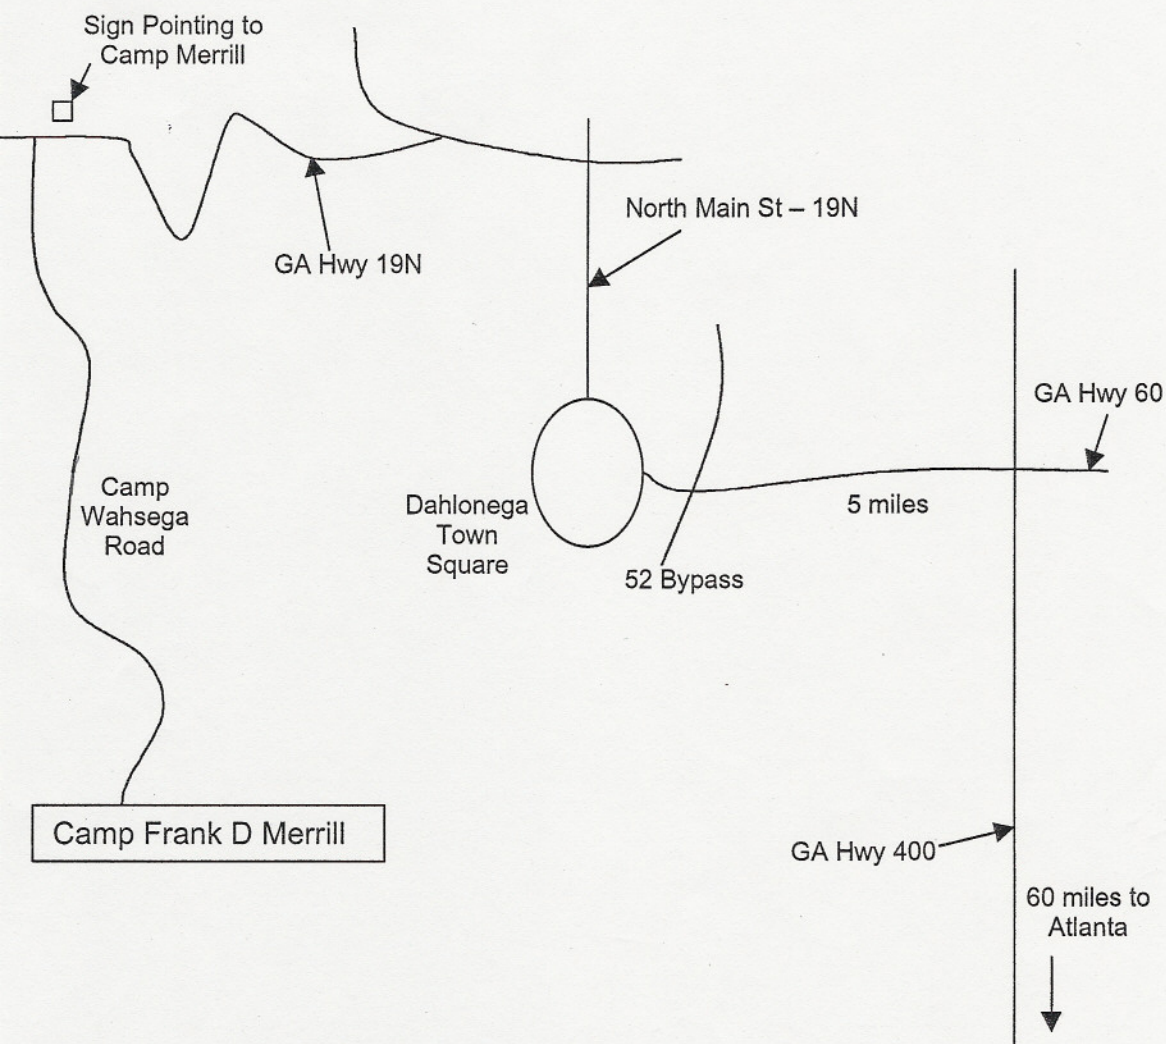 Sign Pointing to
Camp Merrill
North Main St – 19N
GA Hwy 19N
GA Hwy 60
Camp
Wahsega
Road
Dahlonega
Town
Square
5 miles
52 Bypass
Camp Frank D Merrill
GA Hwy 400
60 miles to
Atlanta